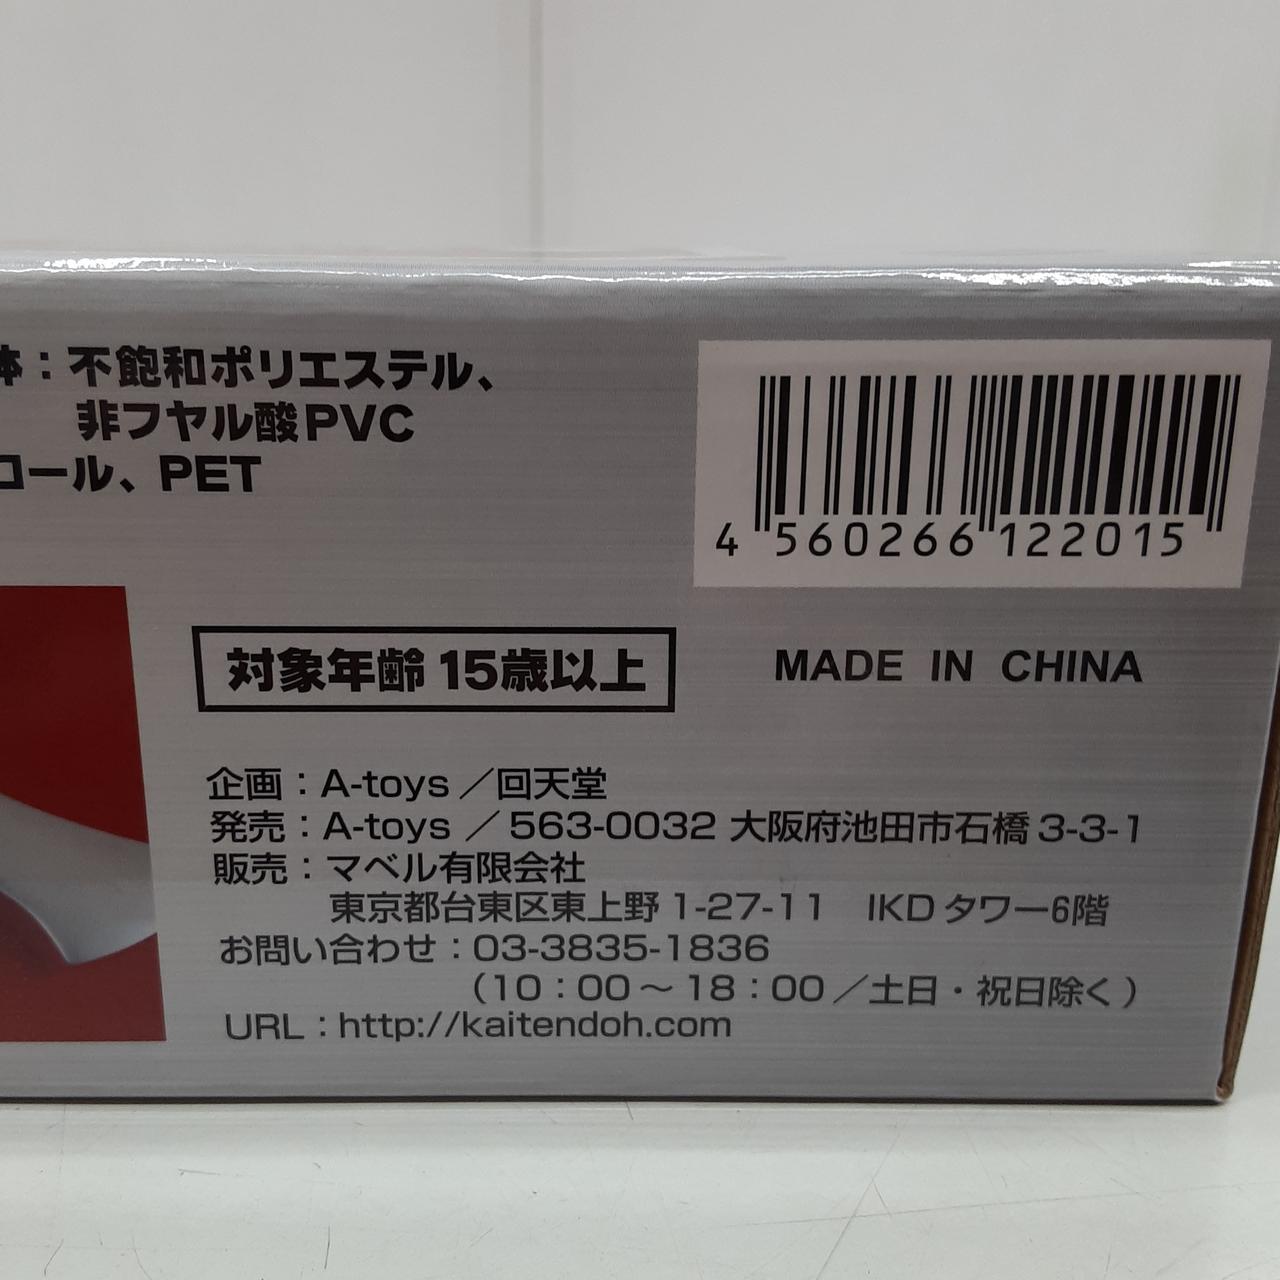 体：不飽和ポリエステル、
非フヤル酸PVC
コール、PET
4 560266 122015
対象年齢 15歳以上
MADE IN CHINA
企画：A-toys ／回天堂
発売：A-toys ／563-0032 大阪府池田市石橋3-3-1
販売：マベル有限会社
東京都台東区東上野1-27-11 IKDタワー6階
お問い合わせ：03-3835-1836
（10：00～18：00／土日・祝日除く）
URL：http://kaitendoh.com